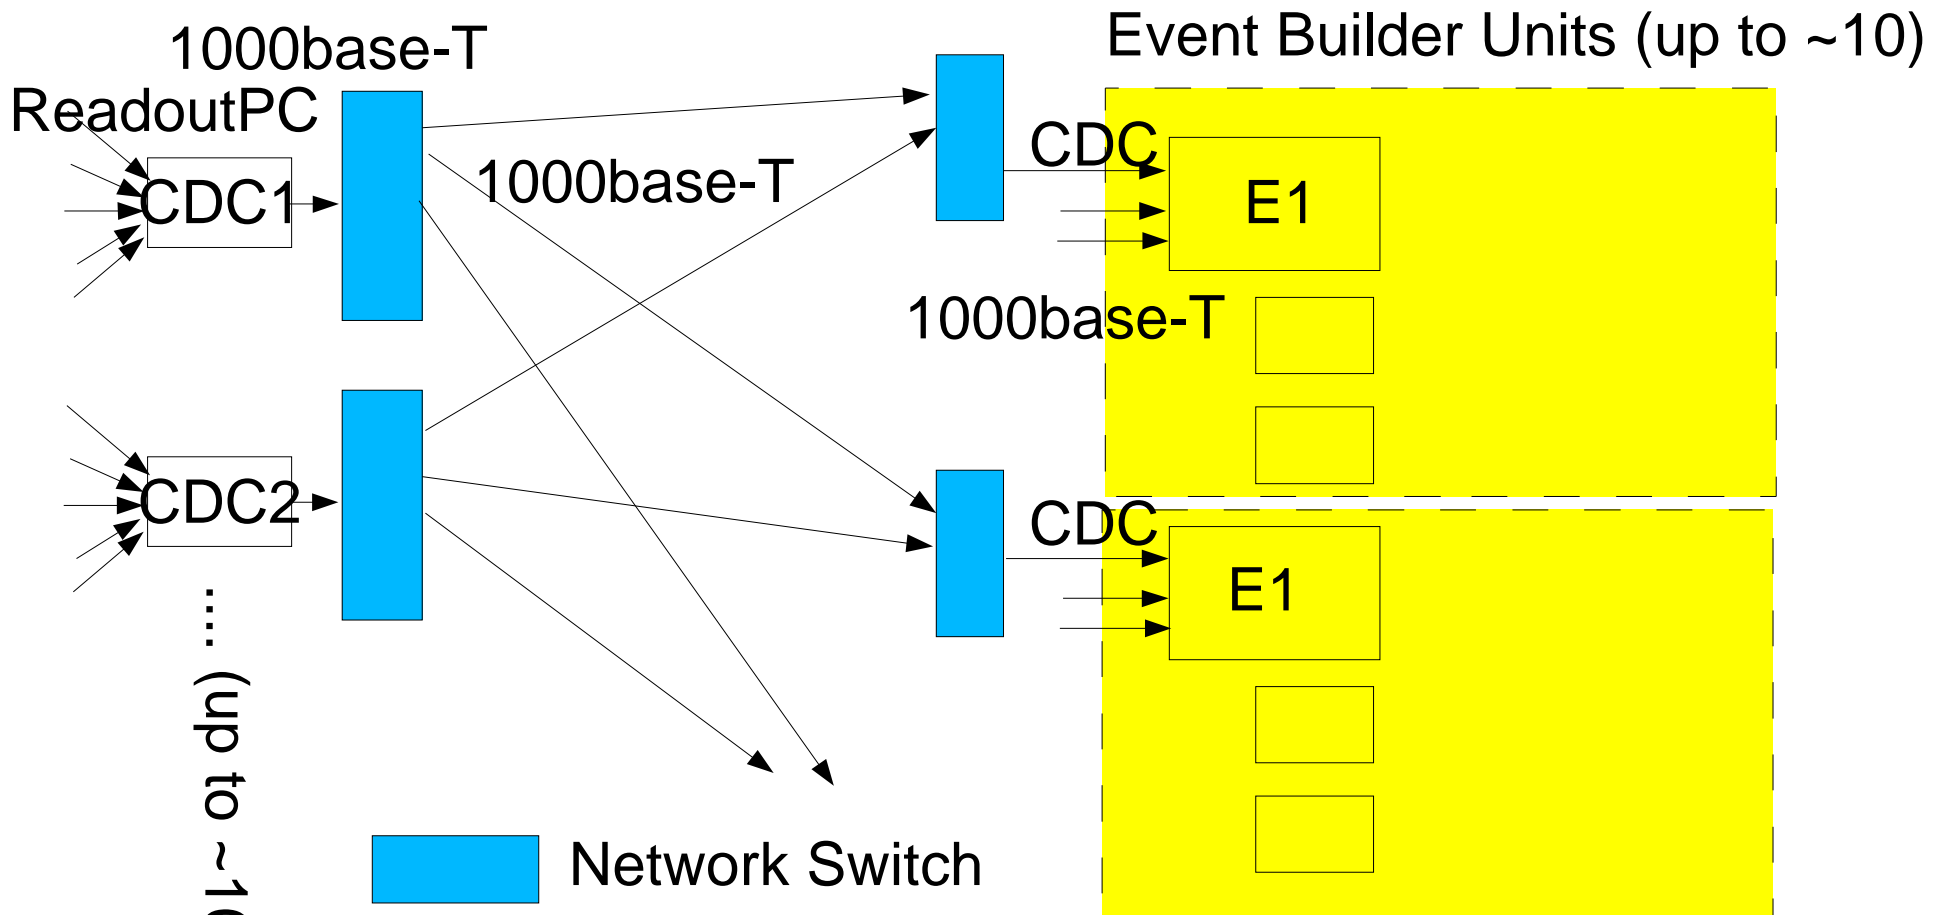 1000base-T
Event Builder Units (up to ~10)
ReadoutPC
CDC1
1000base-T
CDC
E1
1000base-T
CDC2
CDC
E1
.... (up to ~10
Network Switch